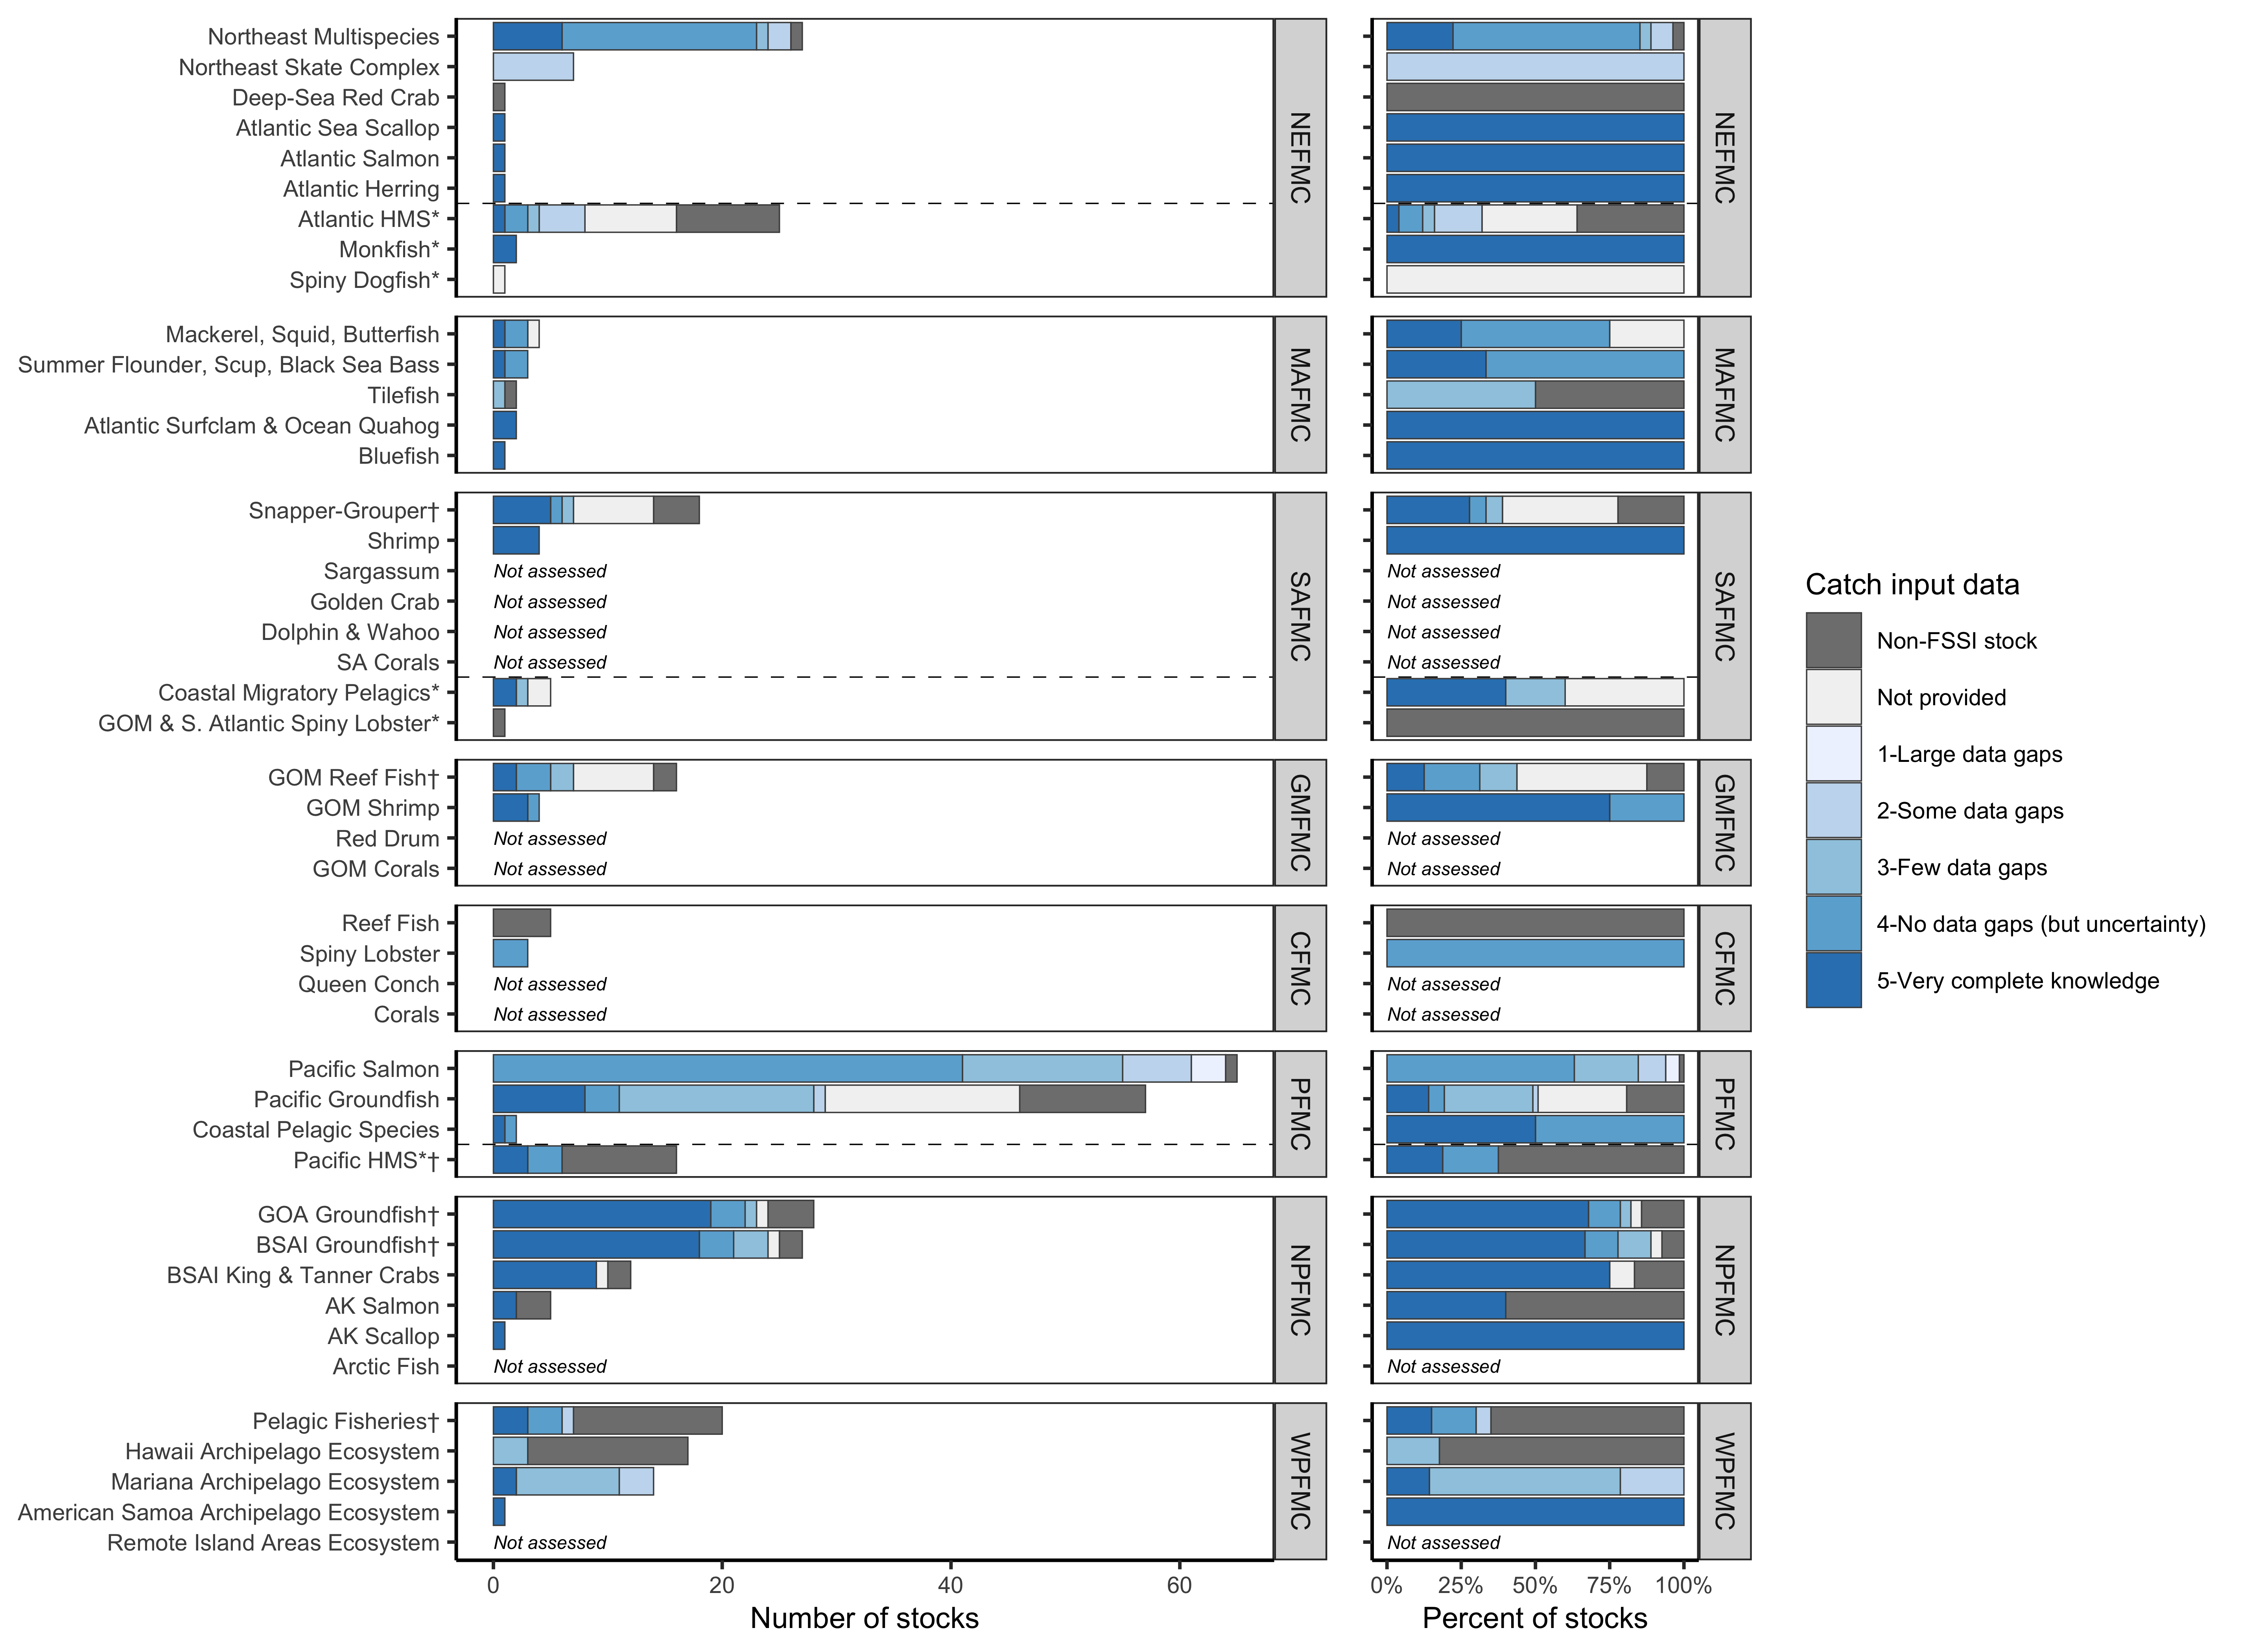 Northeast Multispecies
Northeast Skate Complex
Deep-Sea Red Crab
Atlantic Sea Scallop
Atlantic Salmon
Atlantic Herring
Atlantic HMS*
Monkfish*
Spiny Dogfish*
NEFMC
NEFMC
Mackerel, Squid, Butterfish
Summer Flounder, Scup, Black Sea Bass
Tilefish
Atlantic Surfclam & Ocean Quahog
Bluefish
MAFMC
MAFMC
Snapper-Grouper†
Shrimp
Sargassum Not assessed Not assessed
Golden Crab Not assessed Not assessed
Dolphin & Wahoo Not assessed Not assessed
SA Corals Not assessed Not assessed
Coastal Migratory Pelagics*
GOM & S. Atlantic Spiny Lobster*
SAFMC
SAFMC
GOM Reef Fish†
GOM Shrimp
Red Drum Not assessed Not assessed
GOM Corals Not assessed Not assessed
GMFMC
GMFMC
Reef Fish
Spiny Lobster
Queen Conch Not assessed Not assessed
Corals Not assessed Not assessed
CFMC
CFMC
Pacific Salmon
Pacific Groundfish
Coastal Pelagic Species
Pacific HMS*†
PFMC
PFMC
GOA Groundfish†
BSAI Groundfish†
BSAI King & Tanner Crabs
AK Salmon
AK Scallop
Arctic Fish Not assessed Not assessed
NPFMC
NPFMC
Pelagic Fisheries†
Hawaii Archipelago Ecosystem
Mariana Archipelago Ecosystem
American Samoa Archipelago Ecosystem
Remote Island Areas Ecosystem Not assessed Not assessed
WPFMC
WPFMC
0 20 40 60
Number of stocks
0% 25% 50% 75% 100%
Percent of stocks
Catch input data
Non-FSSI stock
Not provided
1-Large data gaps
2-Some data gaps
3-Few data gaps
4-No data gaps (but uncertainty)
5-Very complete knowledge